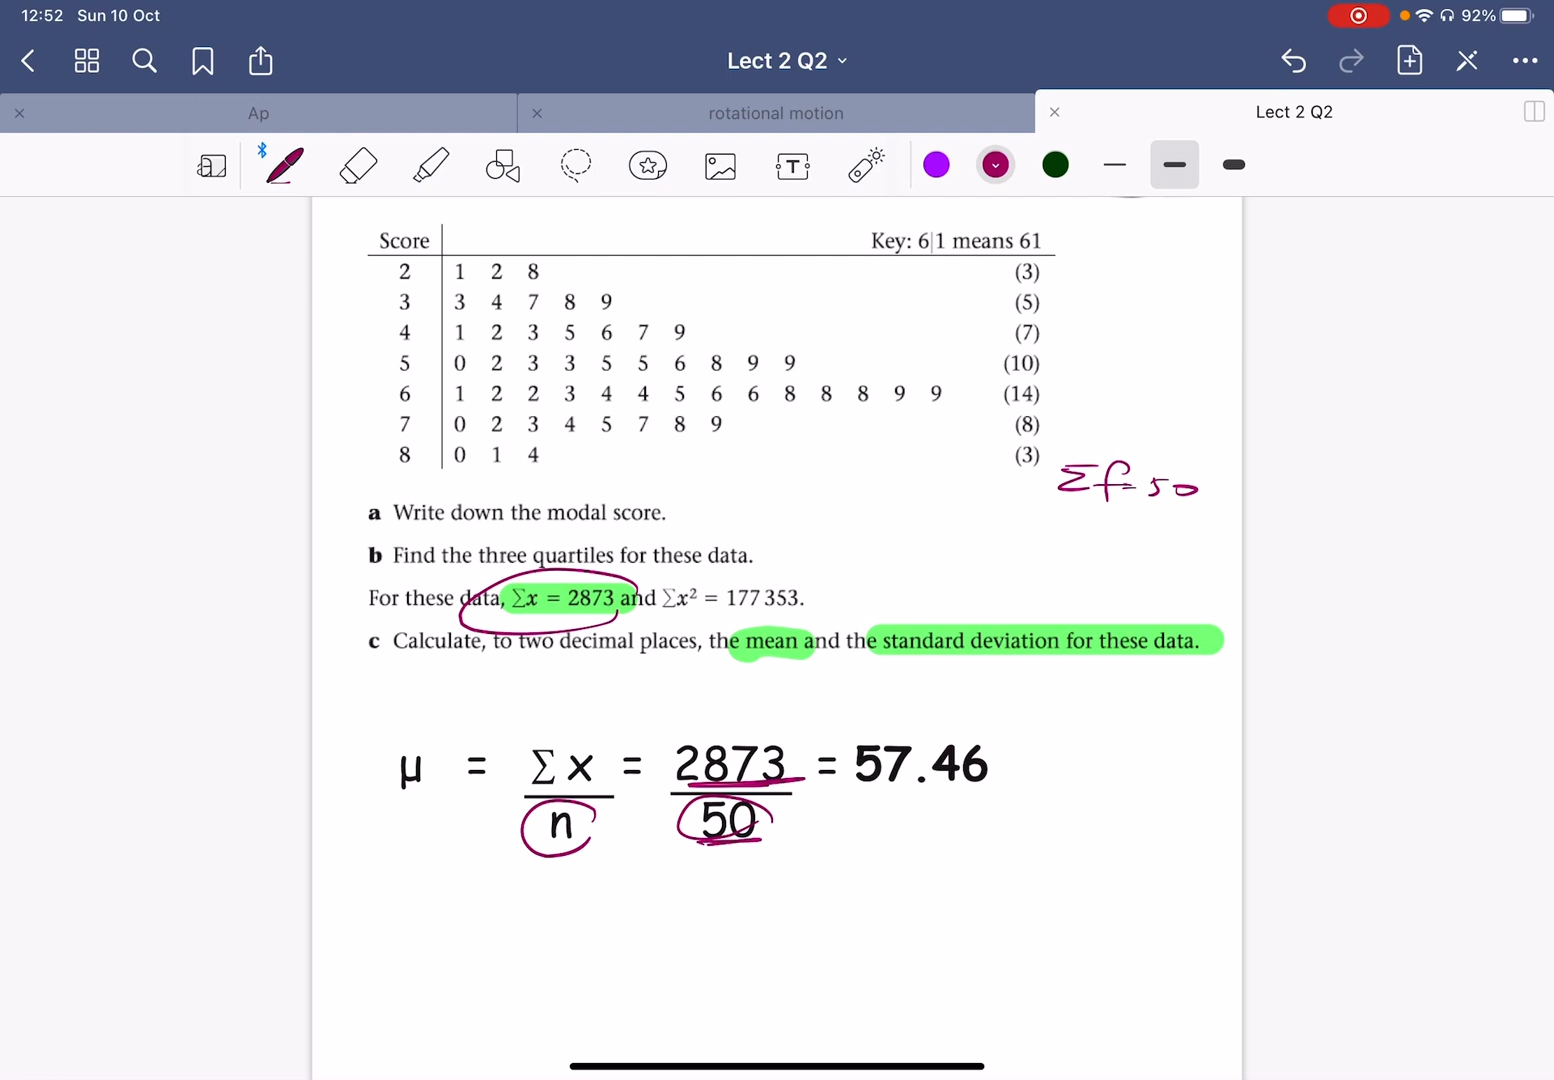 12:52 Sun 10 Oct 92%
Lect 2 Q2
Ap
rotational motion
Lect 2 Q2
Score Key: 6|1 means 61
2 1 2 8 (3)
3 3 4 7 8 9 (5)
4 1 2 3 5 6 7 9 (7)
5 0 2 3 3 5 5 6 8 9 9 (10)
6 1 2 2 3 4 4 5 6 6 8 8 8 9 9 (14)
7 0 2 3 4 5 7 8 9 (8)
8 0 1 4 (3)
Σf=50
a Write down the modal score.
b Find the three quartiles for these data.
For these data, ∑x = 2873 and ∑x² = 177 353.
c Calculate, to two decimal places, the mean and the standard deviation for these data.
μ = ∑x = 2873 = 57.46
n 50